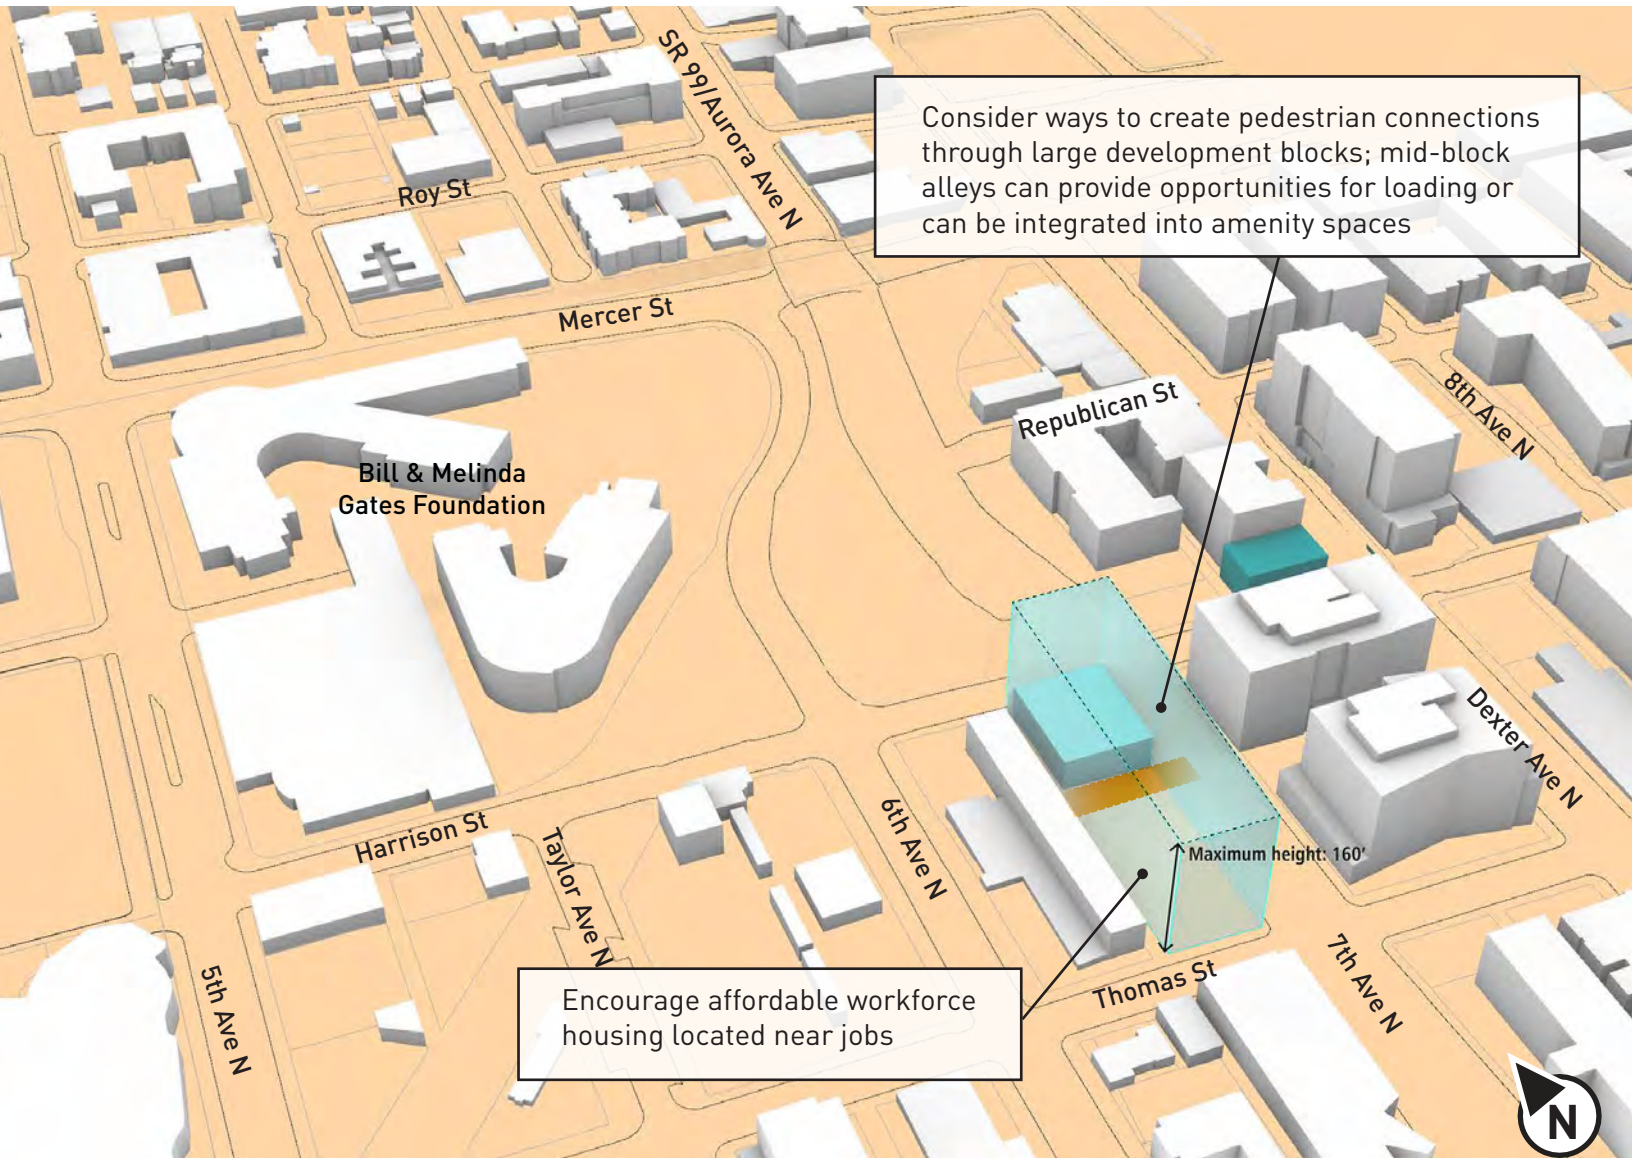 SR 99/Aurora Ave N
Consider ways to create pedestrian connections
through large development blocks; mid-block
alleys can provide opportunities for loading or
can be integrated into amenity spaces
Roy St
Mercer St
Republican St
8th Ave N
Bill & Melinda
Gates Foundation
Dexter Ave N
Harrison St
Taylor Ave N
6th Ave N
Maximum height: 160'
5th Ave N
7th Ave N
Thomas St
Encourage affordable workforce
housing located near jobs
N